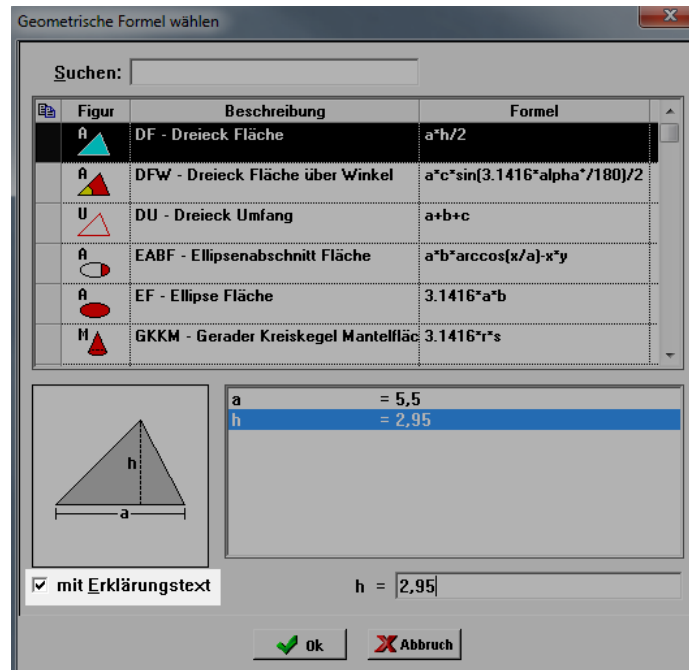 Geometrische Formel wählen
x
Suchen:
Figur Beschreibung Formel
A DF - Dreieck Fläche a*h/2
A DFW - Dreieck Fläche über Winkel a*c*sin(3.1416*alpha*/180)/2
U DU - Dreieck Umfang a+b+c
A EABF - Ellipsenabschnitt Fläche a*b*arccos(x/a)-x*y
A EF - Ellipse Fläche 3.1416*a*b
M GKKM - Gerader Kreiskegel Mantelfläc 3.1416*r*s
a = 5,5
h = 2,95
h
a
mit Erklärungstext h = 2,95
Ok Abbruch